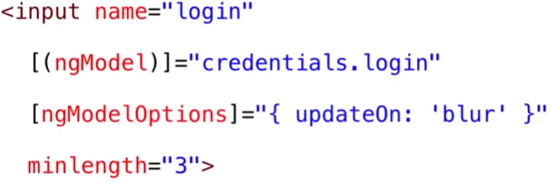 <input name="login"
[(ngModel)]="credentials.login"
[ngModelOptions]="{ updateOn: 'blur' }"
minlength="3">